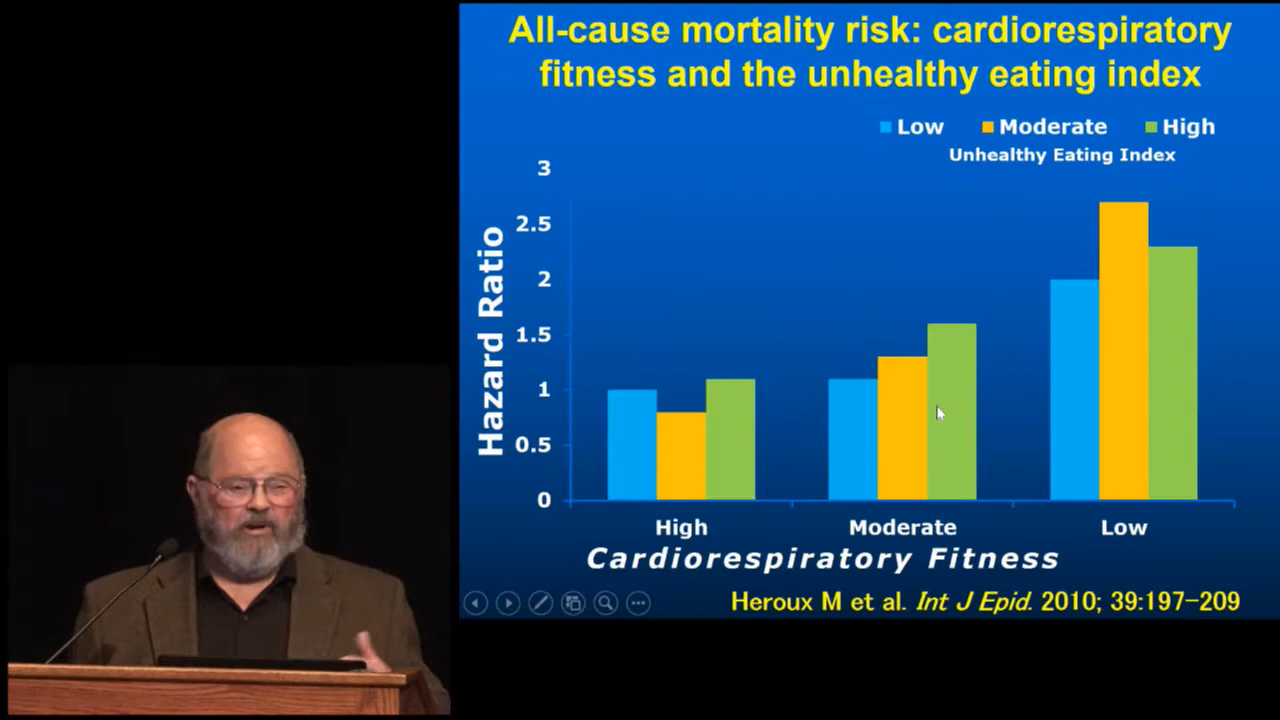 All-cause mortality risk: cardiorespiratory
fitness and the unhealthy eating index
Low Moderate High
Unhealthy Eating Index
3
2.5
2
1.5
1
0.5
0
Hazard Ratio
High Moderate Low
Cardiorespiratory Fitness
Heroux M et al. Int J Epid. 2010; 39:197-209